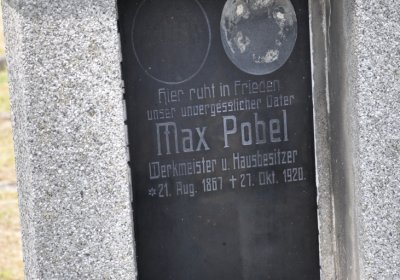 Hier ruht in Frieden
unser unvergesslicher Vater
Max Pobel
Werkmeister u. Hausbesitzer
* 21. Aug. 1867 † 27. Okt. 1920.